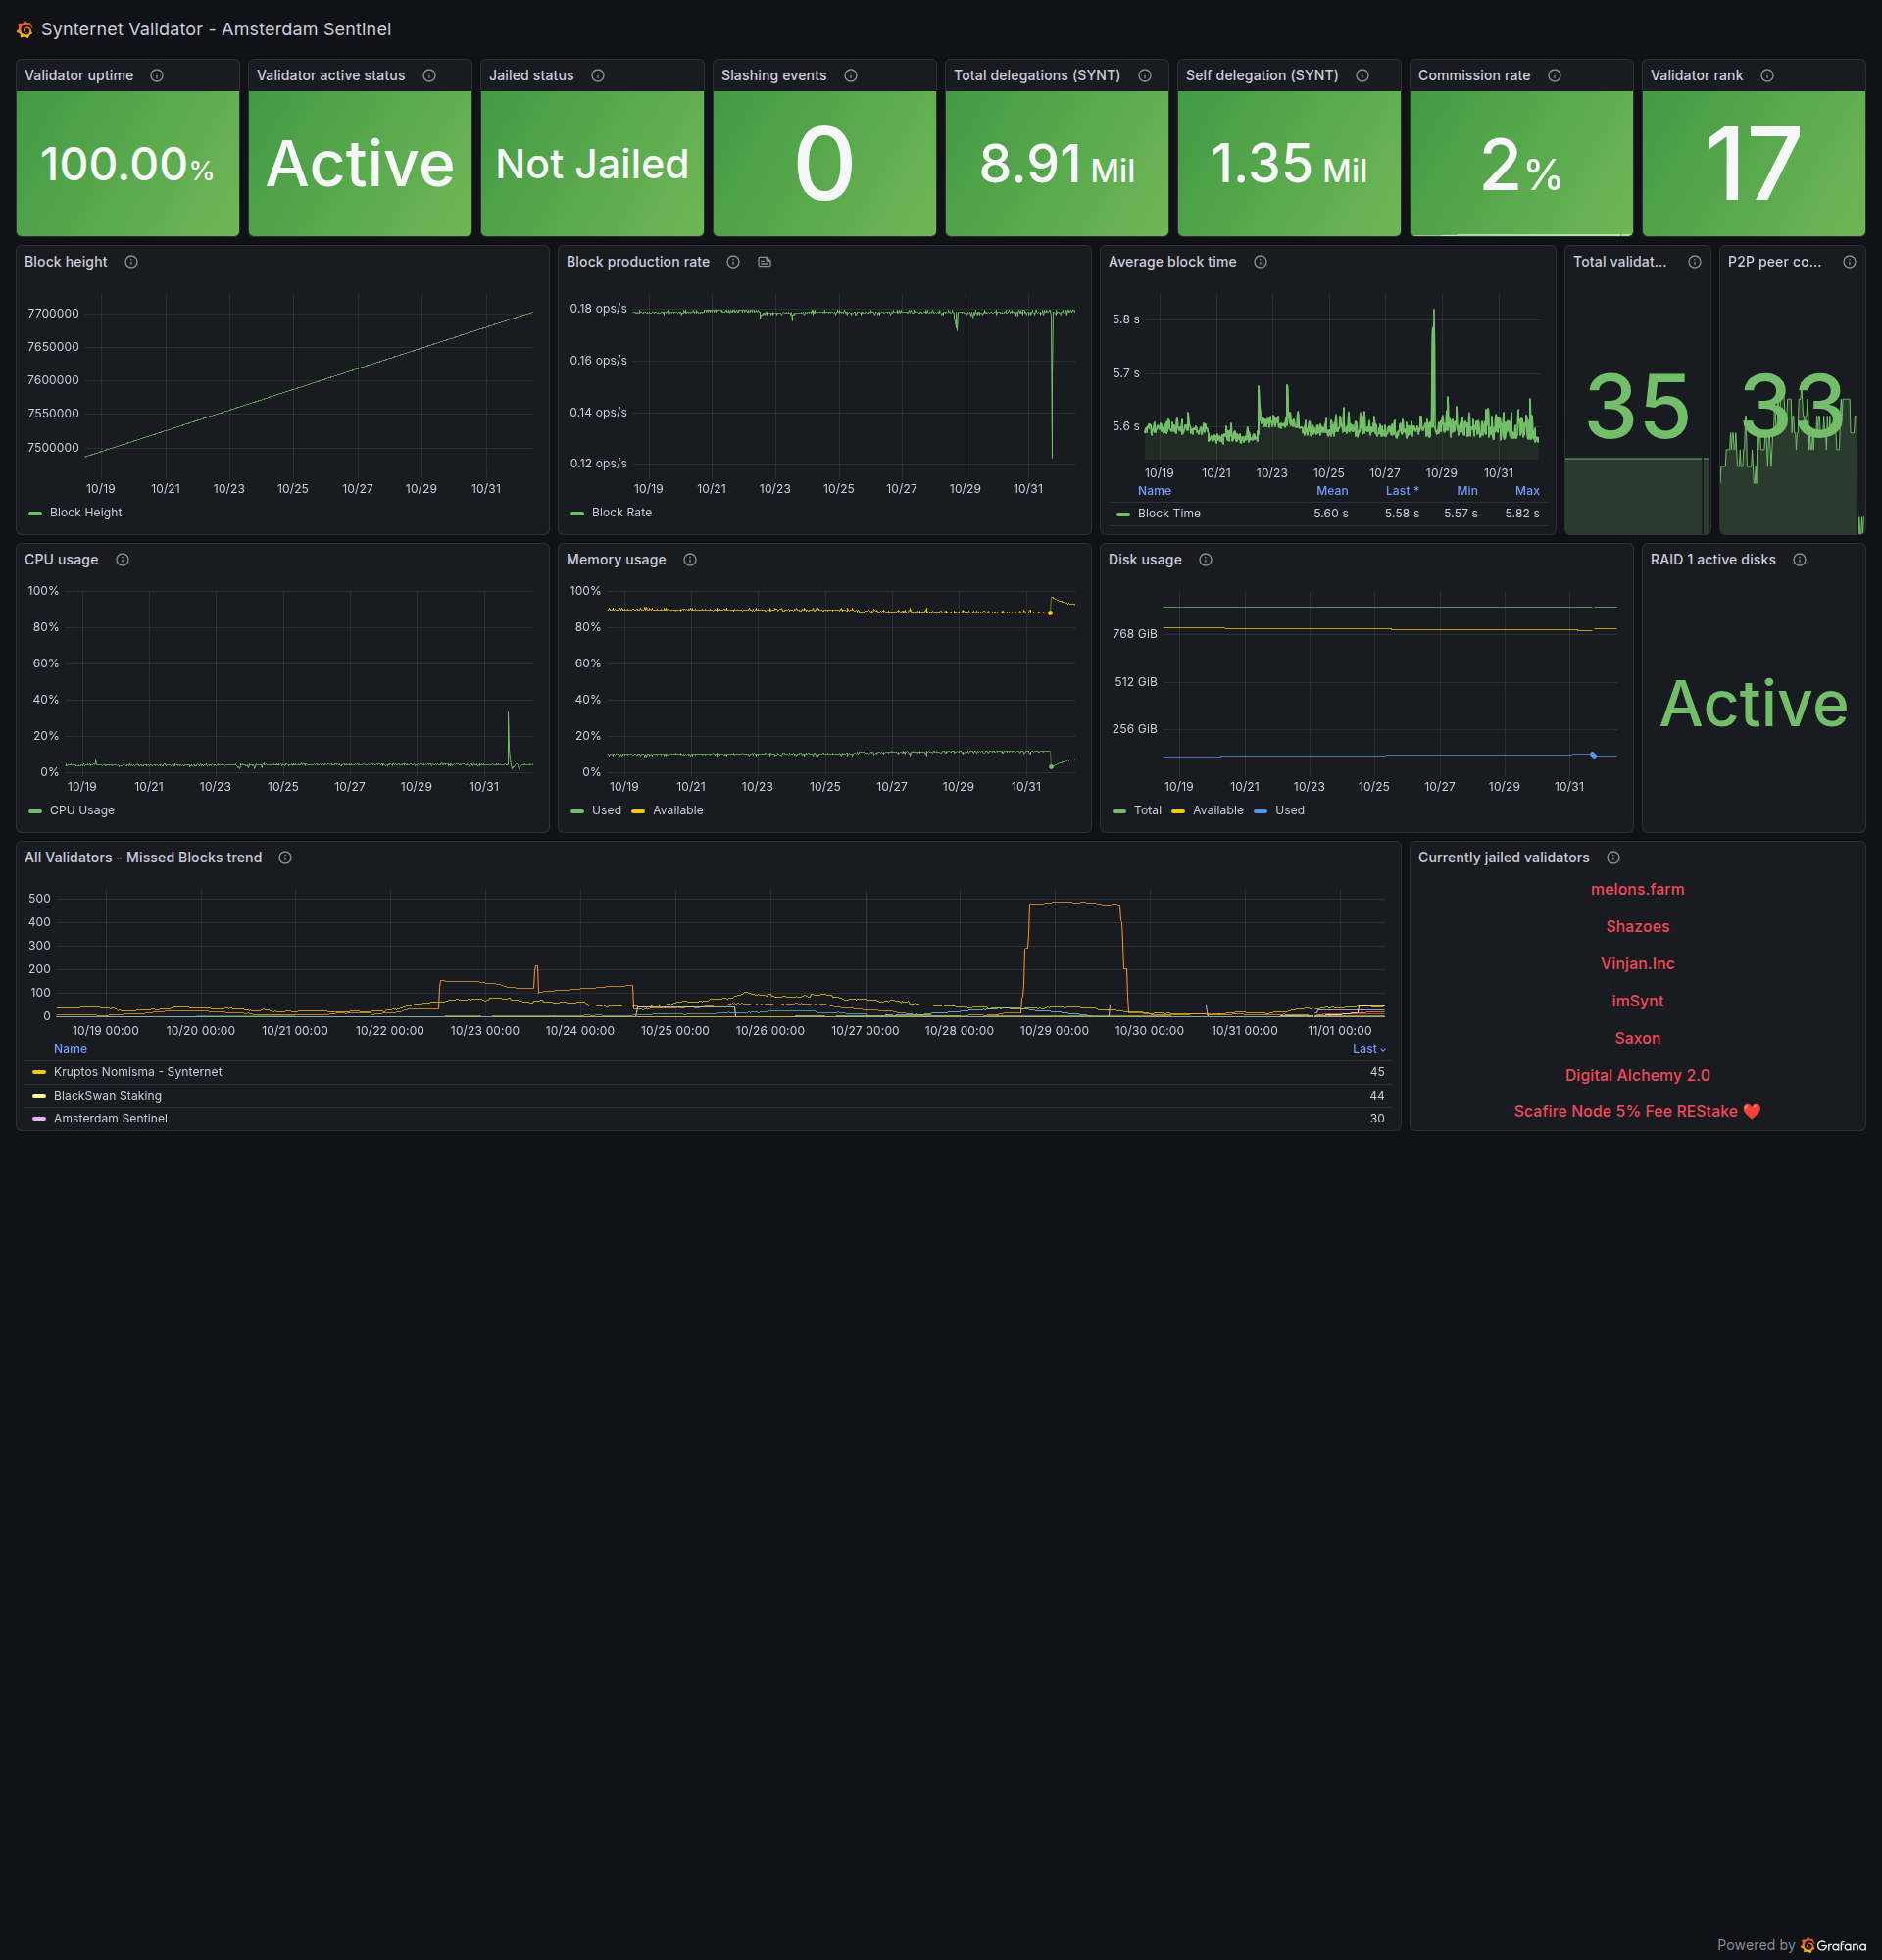 Synternet Validator - Amsterdam Sentinel
Validator uptime
100.00%
Validator active status
Active
Jailed status
Not Jailed
Slashing events
0
Total delegations (SYNT)
8.91 Mil
Self delegation (SYNT)
1.35 Mil
Commission rate
2%
Validator rank
17
Block height
7700000
7650000
7600000
7550000
7500000
10/19 10/21 10/23 10/25 10/27 10/29 10/31
Block Height
Block production rate
0.18 ops/s
0.16 ops/s
0.14 ops/s
0.12 ops/s
10/19 10/21 10/23 10/25 10/27 10/29 10/31
Block Rate
Average block time
5.8 s
5.7 s
5.6 s
10/19 10/21 10/23 10/25 10/27 10/29 10/31
Name Mean Last * Min Max
Block Time 5.60 s 5.58 s 5.57 s 5.82 s
Total validat...
35
P2P peer co...
33
CPU usage
100%
80%
60%
40%
20%
0%
10/19 10/21 10/23 10/25 10/27 10/29 10/31
CPU Usage
Memory usage
100%
80%
60%
40%
20%
0%
10/19 10/21 10/23 10/25 10/27 10/29 10/31
Used Available
Disk usage
768 GiB
512 GiB
256 GiB
10/19 10/21 10/23 10/25 10/27 10/29 10/31
Total Available Used
RAID 1 active disks
Active
All Validators - Missed Blocks trend
500
400
300
200
100
0
10/19 00:00 10/20 00:00 10/21 00:00 10/22 00:00 10/23 00:00 10/24 00:00 10/25 00:00 10/26 00:00 10/27 00:00 10/28 00:00 10/29 00:00 10/30 00:00 10/31 00:00 11/01 00:00
Name Last
Kruptos Nomisma - Synternet 45
BlackSwan Staking 44
Amsterdam Sentinel 30
Currently jailed validators
melons.farm
Shazoes
Vinjan.Inc
imSynt
Saxon
Digital Alchemy 2.0
Scafire Node 5% Fee REStake ❤️
Powered by Grafana